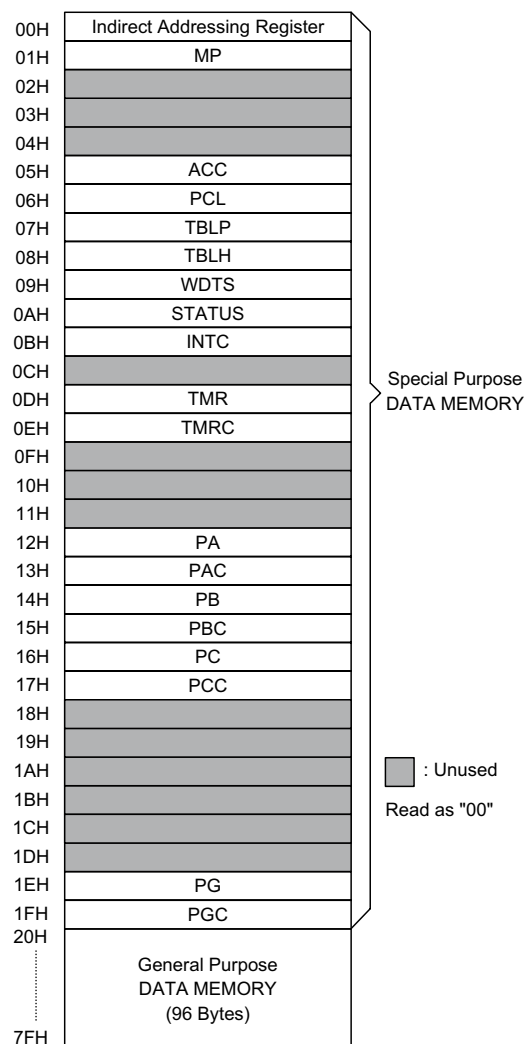 00H Indirect Addressing Register
01H MP
02H
03H
04H
05H ACC
06H PCL
07H TBLP
08H TBLH
09H WDTS
0AH STATUS
0BH INTC
0CH
Special Purpose
DATA MEMORY
0DH TMR
0EH TMRC
0FH
10H
11H
12H PA
13H PAC
14H PB
15H PBC
16H PC
17H PCC
18H
19H
1AH
: Unused
Read as "00"
1BH
1CH
1DH
1EH PG
1FH PGC
20H
General Purpose
DATA MEMORY
(96 Bytes)
7FH